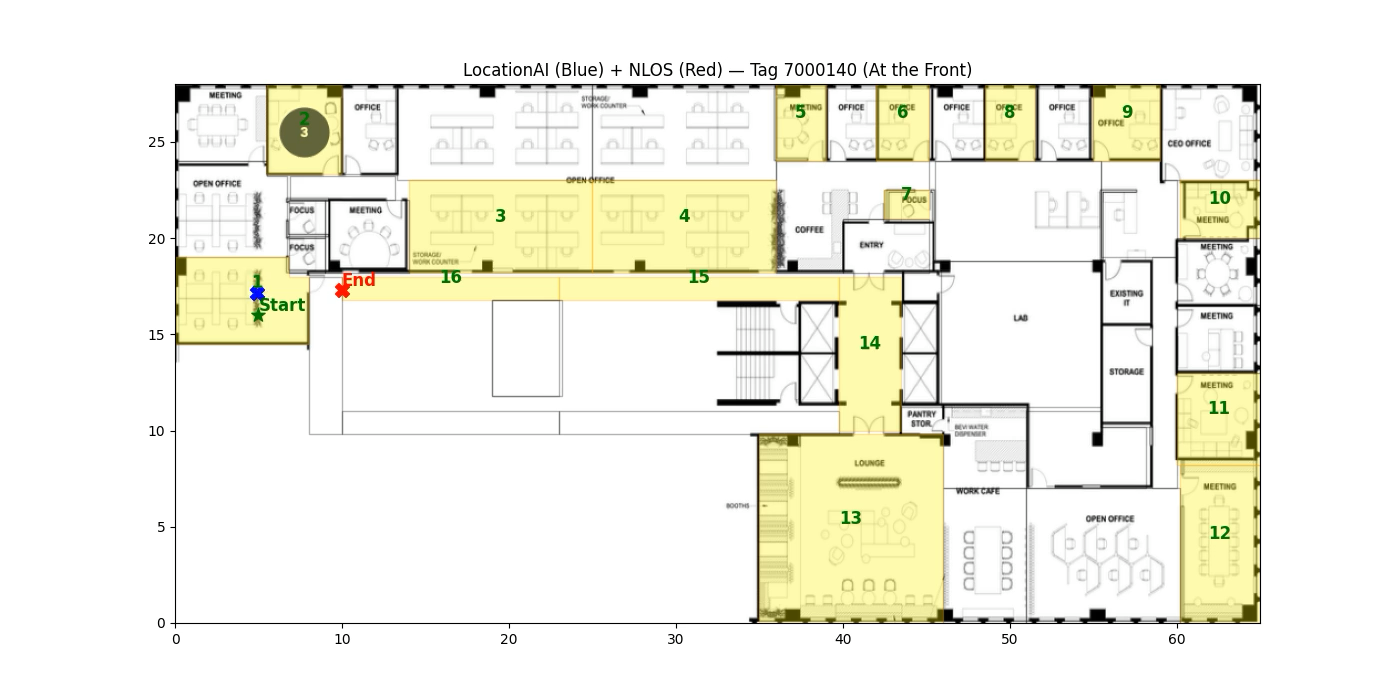 LocationAI (Blue) + NLOS (Red) — Tag 7000140 (At the Front)
MEETING
2
3
OFFICE
STORAGE/
WORK COUNTER
MEETING
5
OFFICE
OFFICE
6
OFFICE
OFFICE
8
OFFICE
OFFICE
9
CEO OFFICE
OPEN OFFICE
OPEN OFFICE
FOCUS
MEETING
3
4
7
FOCUS
10
MEETING
FOCUS
STORAGE/
WORK COUNTER
COFFEE
ENTRY
MEETING
1
Start
End
16
15
14
LAB
EXISTING
IT
MEETING
STORAGE
MEETING
11
PANTRY
STOR.
BEVI WATER
DISPENSER
LOUNGE
BOOTHS
13
WORK CAFE
OPEN OFFICE
MEETING
12
25
20
15
10
5
0
0
10
20
30
40
50
60